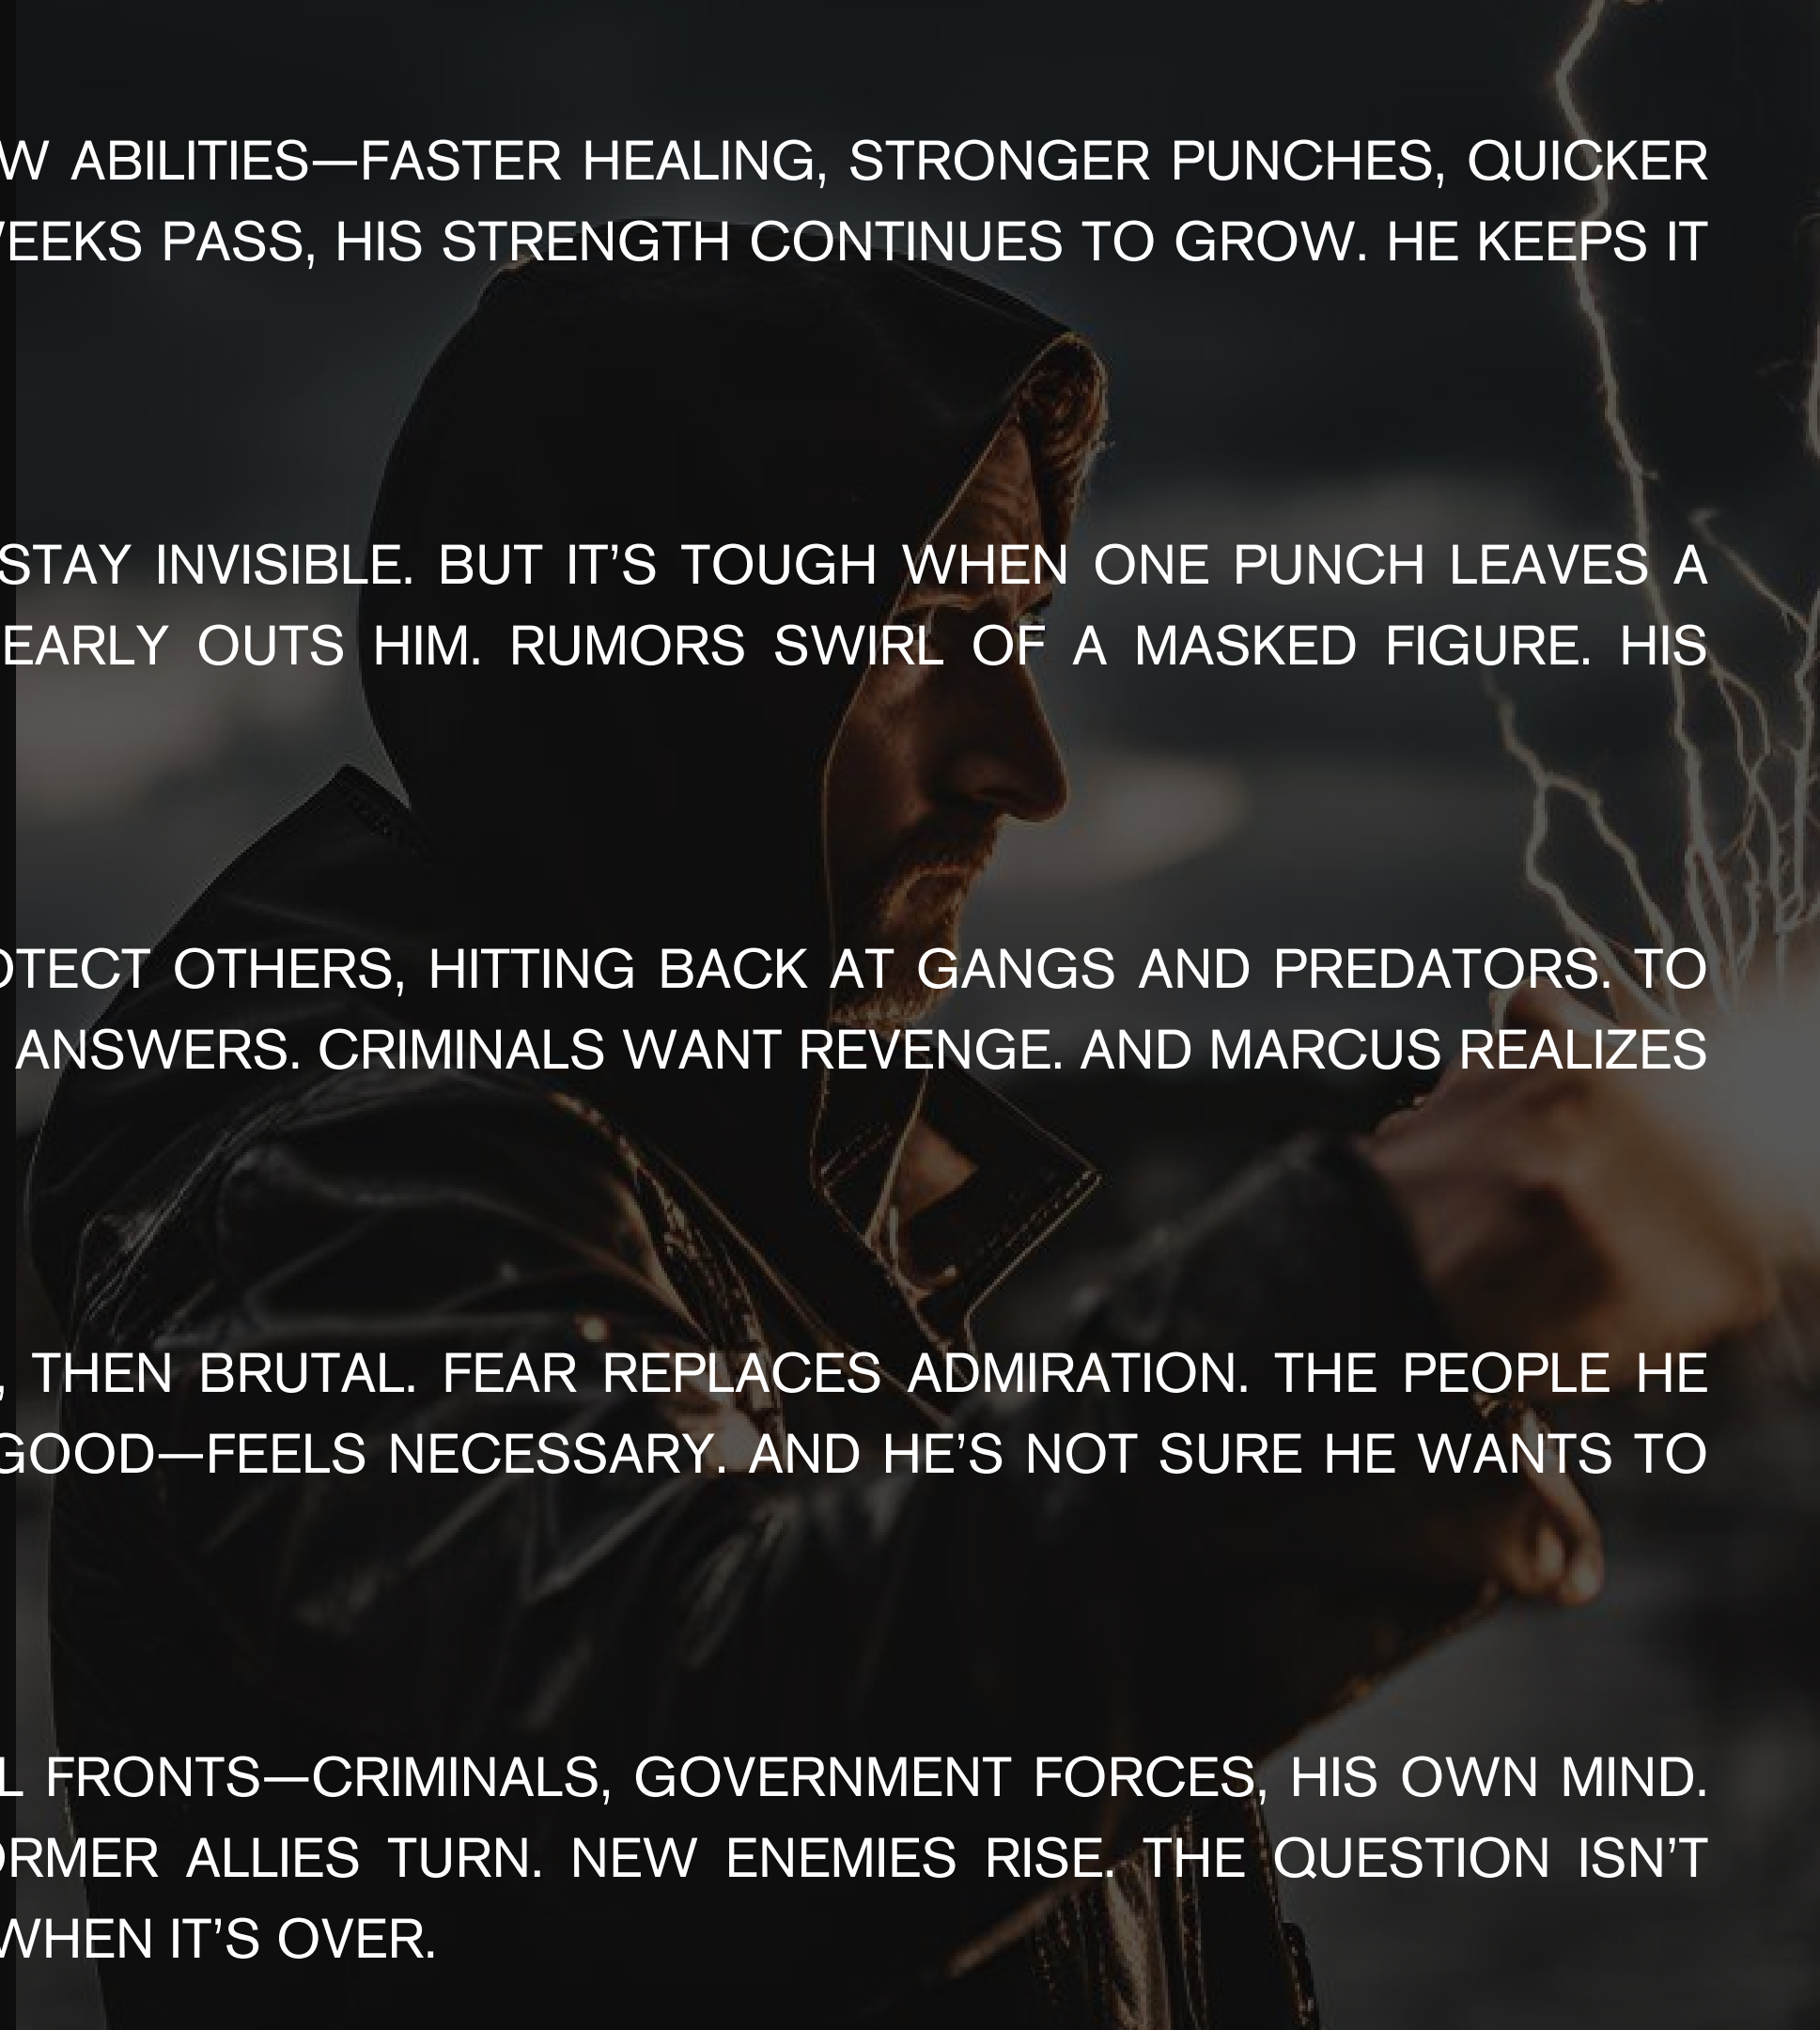 W ABILITIES—FASTER HEALING, STRONGER PUNCHES, QUICKER
EEKS PASS, HIS STRENGTH CONTINUES TO GROW. HE KEEPS IT
STAY INVISIBLE. BUT IT’S TOUGH WHEN ONE PUNCH LEAVES A
EARLY OUTS HIM. RUMORS SWIRL OF A MASKED FIGURE. HIS
OTECT OTHERS, HITTING BACK AT GANGS AND PREDATORS. TO
ANSWERS. CRIMINALS WANT REVENGE. AND MARCUS REALIZES
, THEN BRUTAL. FEAR REPLACES ADMIRATION. THE PEOPLE HE
GOOD—FEELS NECESSARY. AND HE’S NOT SURE HE WANTS TO
L FRONTS—CRIMINALS, GOVERNMENT FORCES, HIS OWN MIND.
ORMER ALLIES TURN. NEW ENEMIES RISE. THE QUESTION ISN’T
WHEN IT’S OVER.